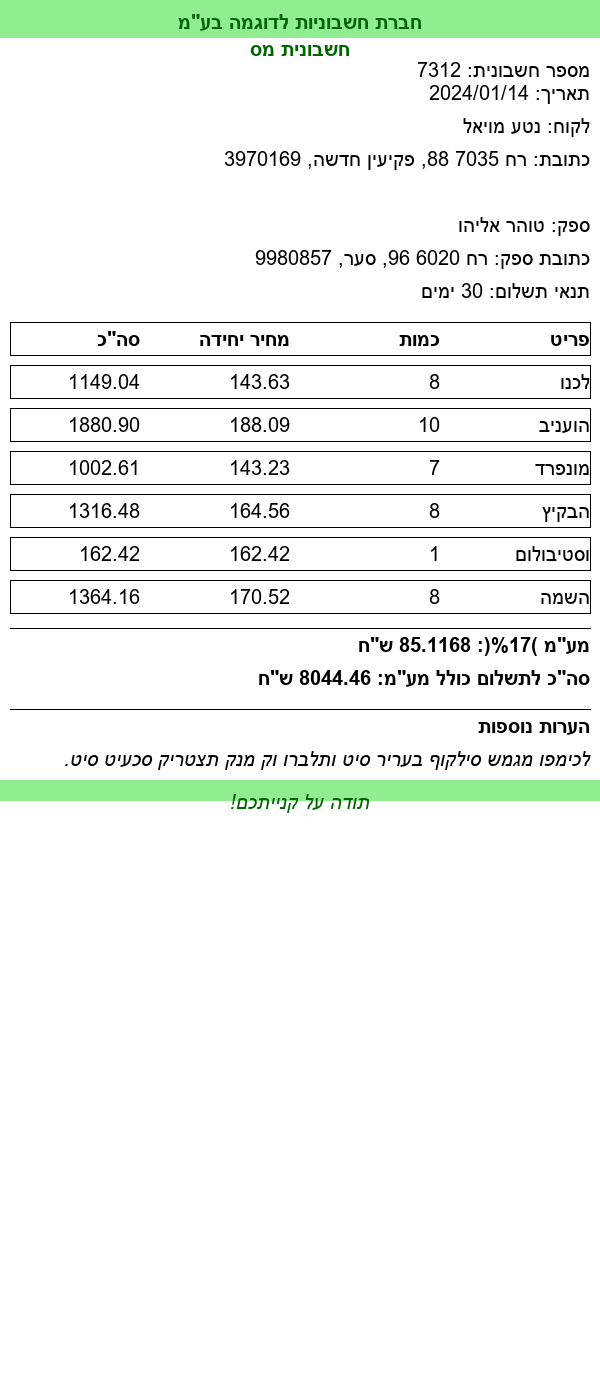 חברת חשבוניות לדוגמה בע"מ
חשבונית מס
מספר חשבונית: 7312
תאריך: 2024/01/14
לקוח: נטע מויאל
כתובת: רח 7035 88, פקיעין חדשה, 3970169
ספק: טוהר אליהו
כתובת ספק: רח 6020 96, סער, 9980857
תנאי תשלום: 30 ימים
פריט כמות מחיר יחידה סה"כ
לכנו 8 143.63 1149.04
הועניב 10 188.09 1880.90
מונפרד 7 143.23 1002.61
הבקיץ 8 164.56 1316.48
וסטיבולום 1 162.42 162.42
השמה 8 170.52 1364.16
מע"מ )17%(: 85.1168 ש"ח
סה"כ לתשלום כולל מע"מ: 8044.46 ש"ח
הערות נוספות
לכימפו מגמש סילקוף בעריר סיט ותלברו וק מנק תצטריק סכעיט סיט.
תודה על קנייתכם!